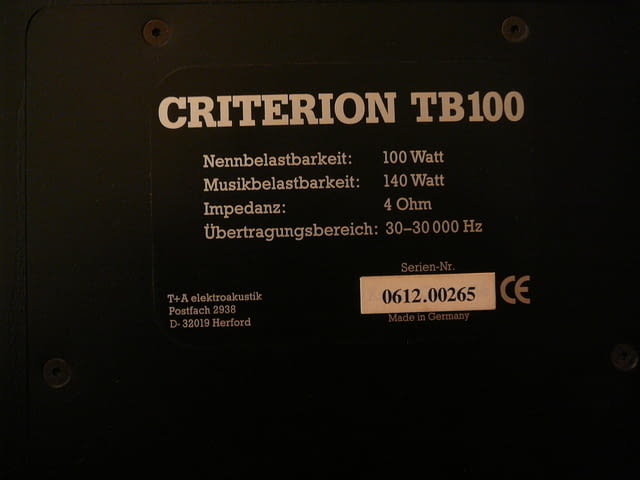 CRITERION TB100
Nennbelastbarkeit: 100 Watt
Musikbelastbarkeit: 140 Watt
Impedanz: 4 Ohm
Übertragungsbereich: 30–30 000 Hz
Serien-Nr.
0612.00265 CE
Made in Germany
T+A elektroakustik
Postfach 2938
D- 32019 Herford